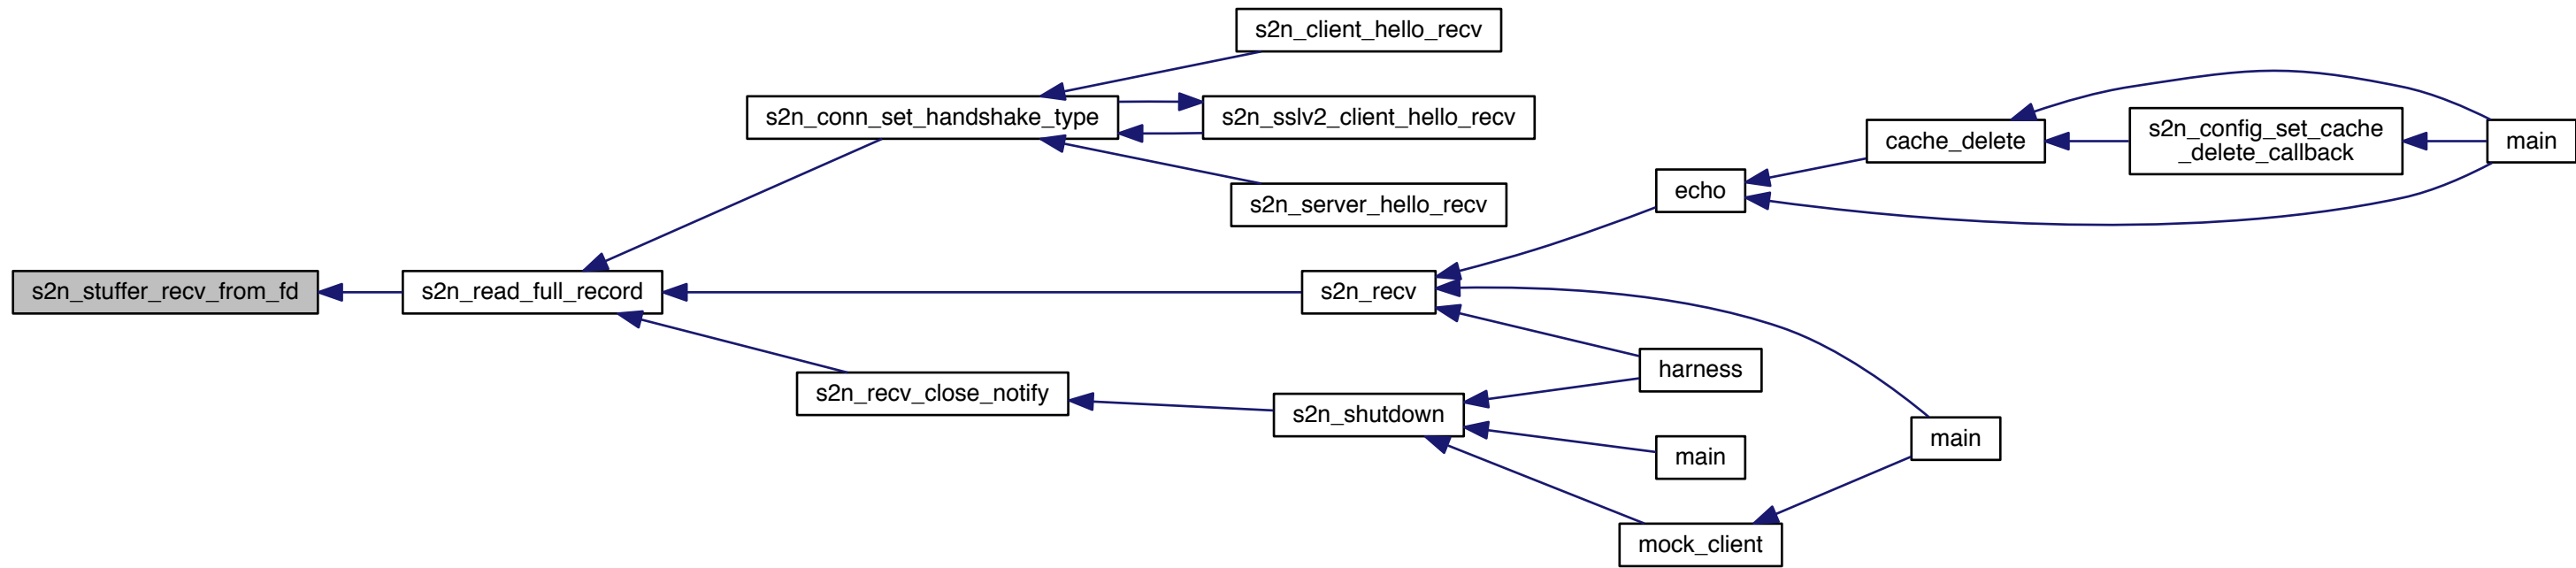 s2n_client_hello_recv
s2n_conn_set_handshake_type
s2n_sslv2_client_hello_recv
s2n_config_set_cache
_delete_callback
cache_delete
main
echo
s2n_server_hello_recv
s2n_stuffer_recv_from_fd
s2n_read_full_record
s2n_recv
harness
s2n_recv_close_notify
s2n_shutdown
main
main
mock_client